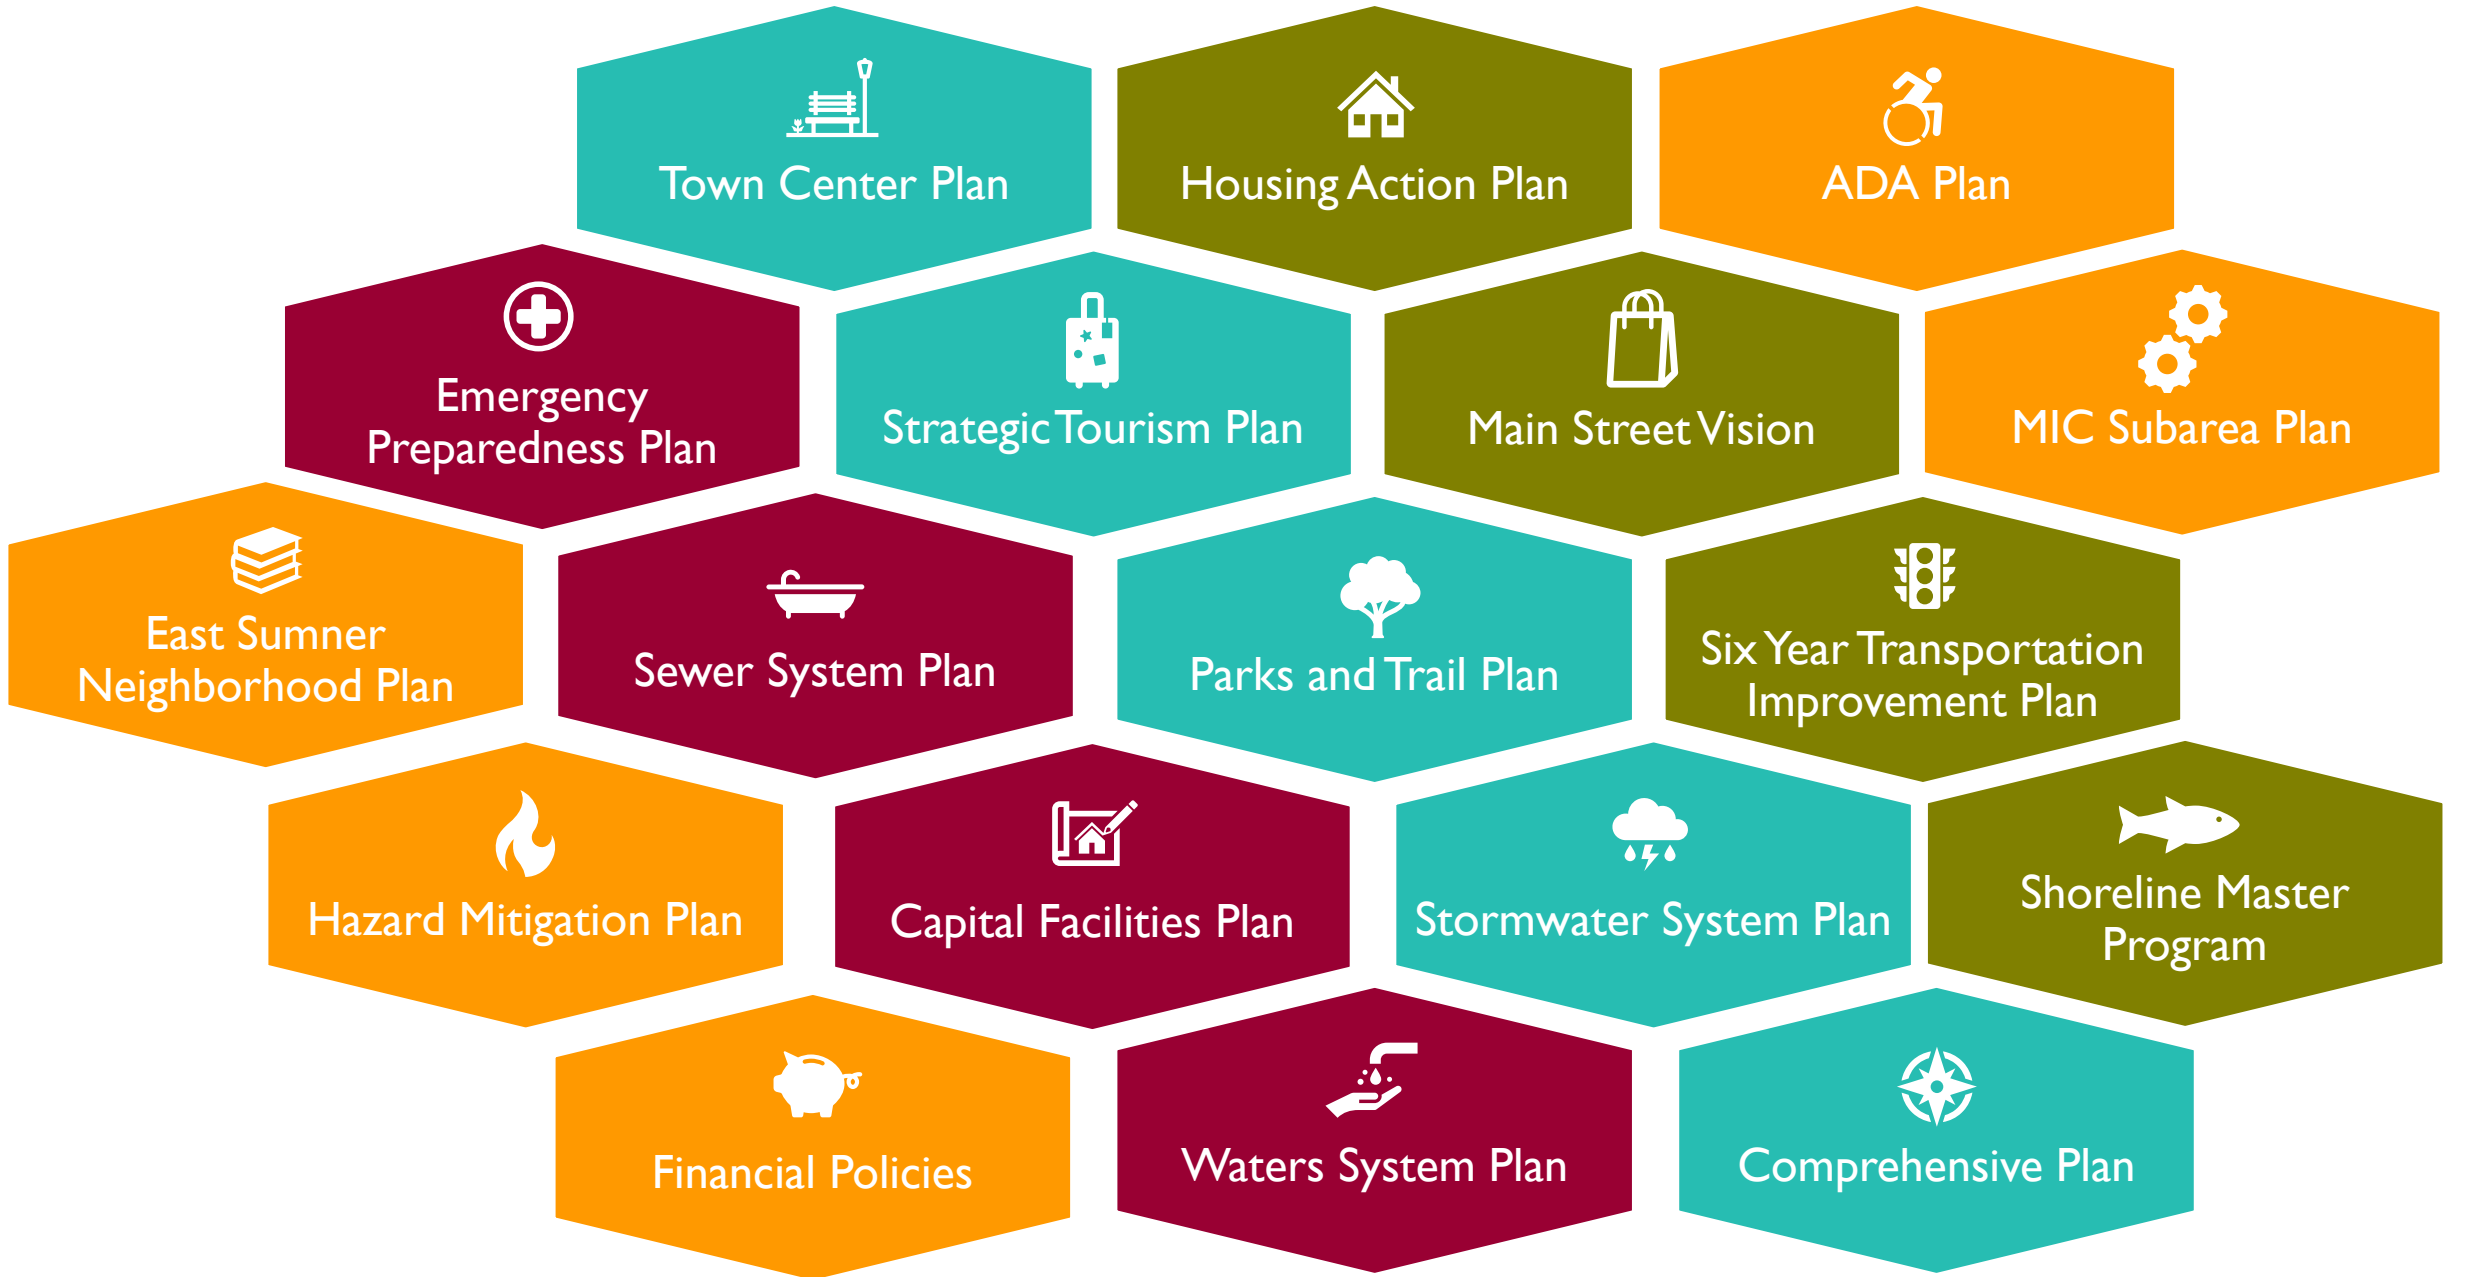 Town Center Plan
Housing Action Plan
ADA Plan
Emergency
Preparedness Plan
Strategic Tourism Plan
Main Street Vision
MIC Subarea Plan
East Sumner
Neighborhood Plan
Sewer System Plan
Parks and Trail Plan
Six Year Transportation
Improvement Plan
Hazard Mitigation Plan
Capital Facilities Plan
Stormwater System Plan
Shoreline Master
Program
Financial Policies
Waters System Plan
Comprehensive Plan